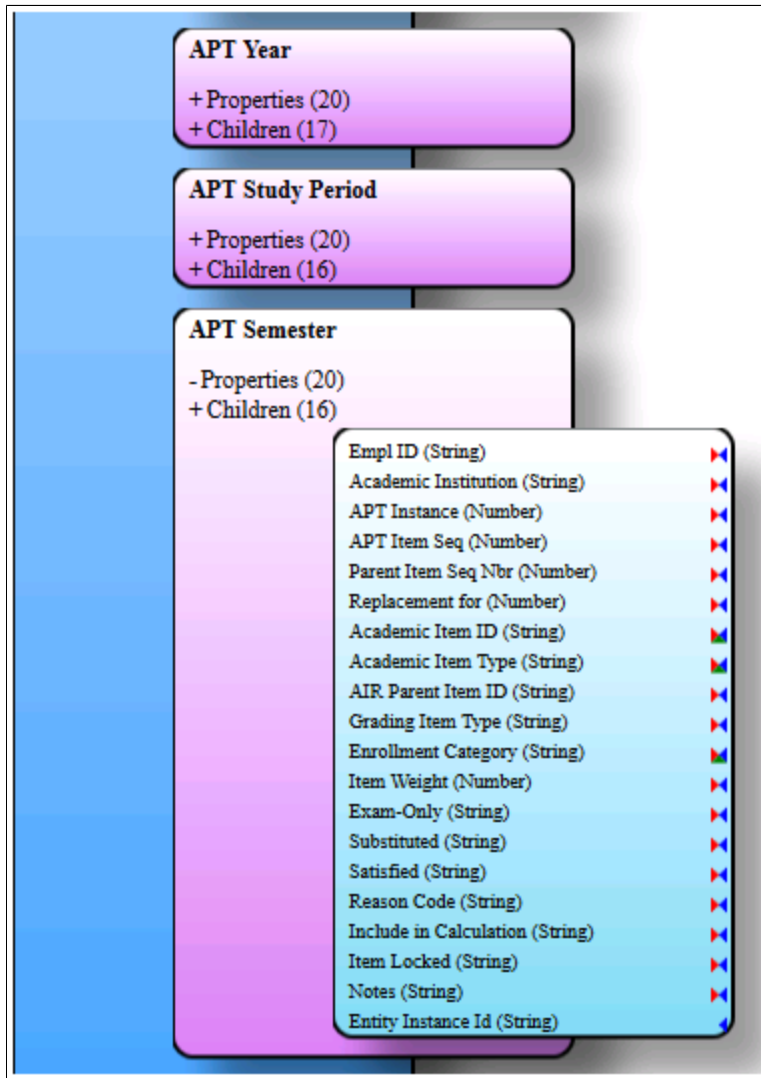 APT Year
+ Properties (20)
+ Children (17)
APT Study Period
+ Properties (20)
+ Children (16)
APT Semester
- Properties (20)
+ Children (16)
Empl ID (String)
Academic Institution (String)
APT Instance (Number)
APT Item Seq (Number)
Parent Item Seq Nbr (Number)
Replacement for (Number)
Academic Item ID (String)
Academic Item Type (String)
AIR Parent Item ID (String)
Grading Item Type (String)
Enrollment Category (String)
Item Weight (Number)
Exam-Only (String)
Substituted (String)
Satisfied (String)
Reason Code (String)
Include in Calculation (String)
Item Locked (String)
Notes (String)
Entity Instance Id (String)